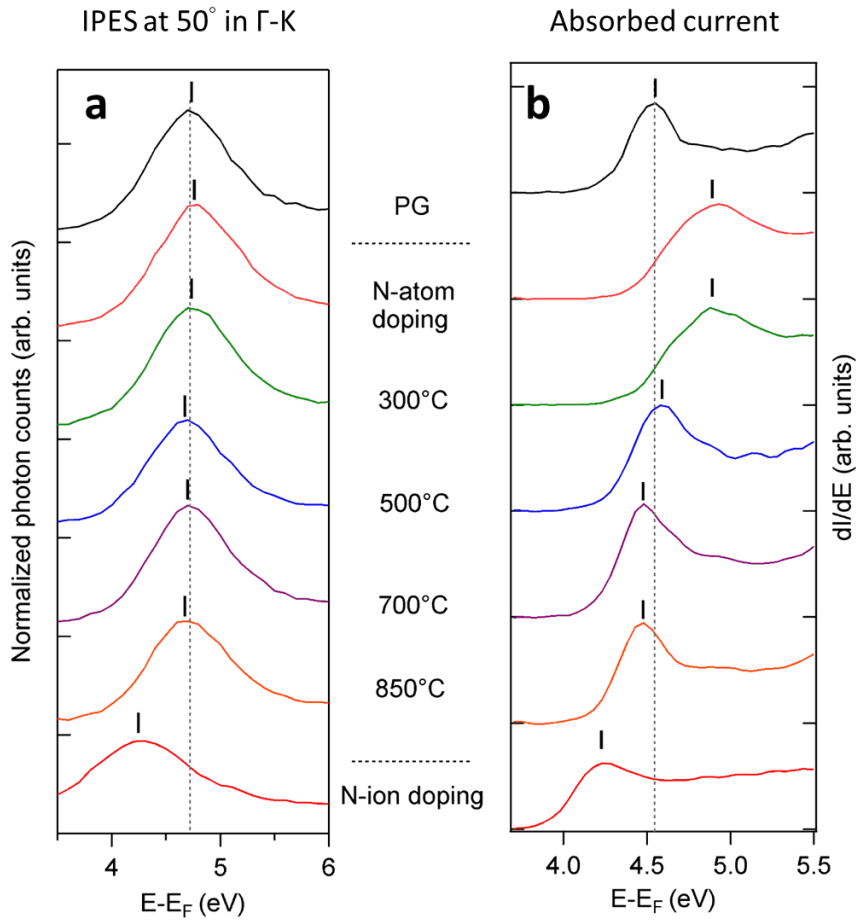 IPES at 50° in Γ-K
Absorbed current
a
b
PG
N-atom
doping
300°C
500°C
700°C
850°C
N-ion doping
Normalized photon counts (arb. units)
dI/dE (arb. units)
4 5 6
4.0 4.5 5.0 5.5
E-E_F (eV)
E-E_F (eV)